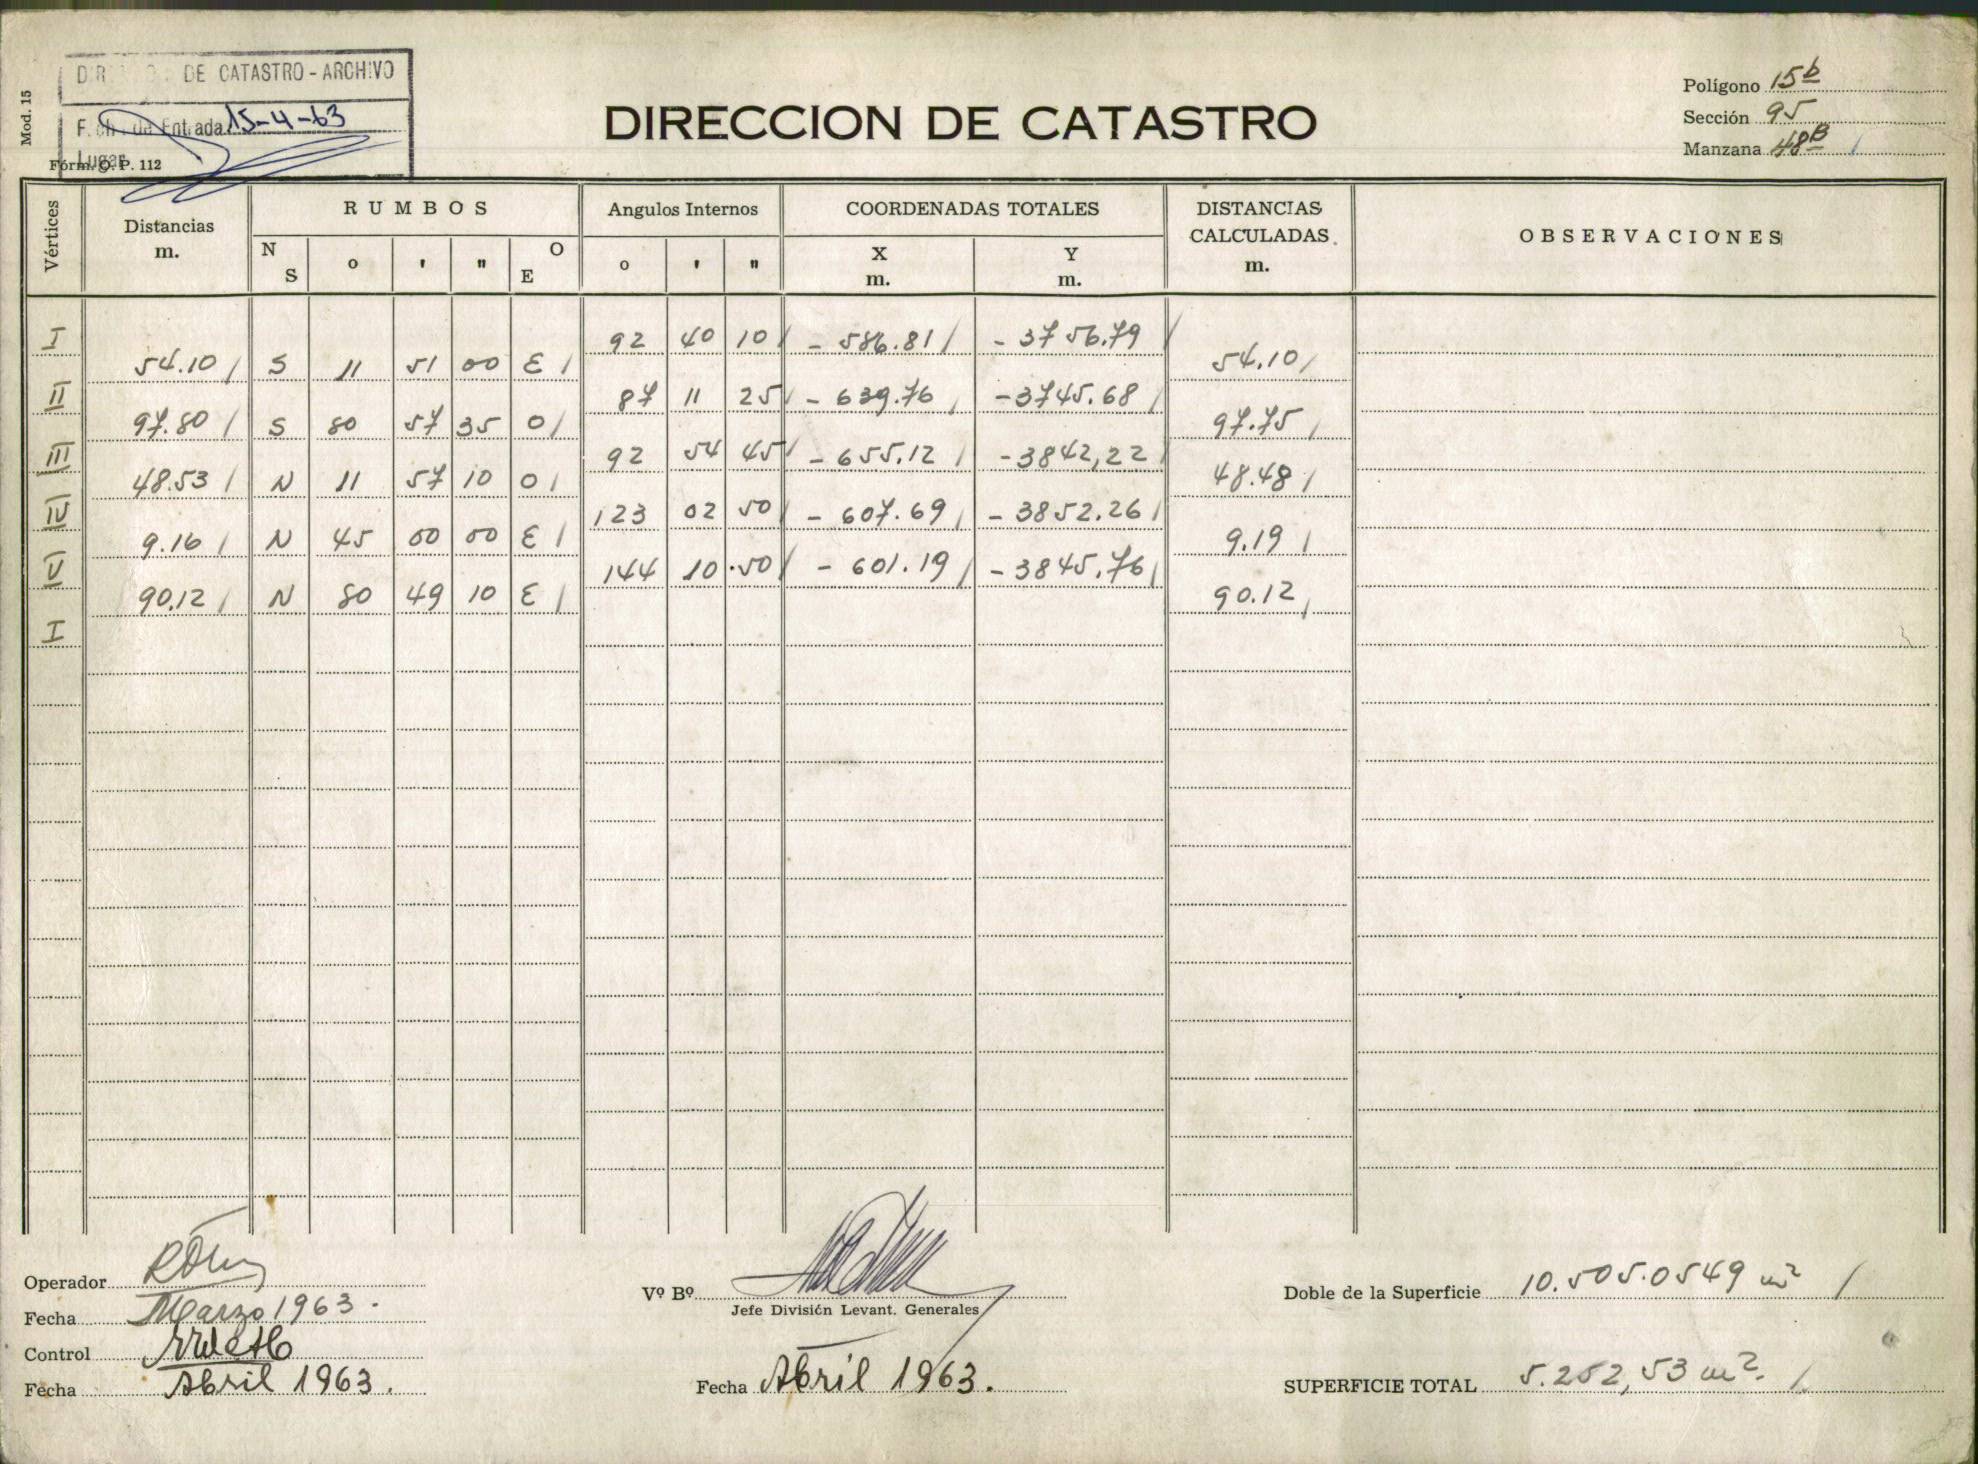 DIR DE CATASTRO - ARCHIVO
Entrada 15-4-63
Lugar
Mod. 15
Fórm. O. P. 112
DIRECCION DE CATASTRO
Polígono 15b
Sección 95
Manzana 48B
Vértices
Distancias
m.
RUMBOS
N
S
o
'
"
O
E
Angulos Internos
o
'
"
COORDENADAS TOTALES
X
m.
Y
m.
DISTANCIAS
CALCULADAS
m.
OBSERVACIONES
I 92 40 10 - 586.81 - 3756.79
54.10 S 11 51 00 E 54.10
II 87 11 25 - 639.76 - 3745.68
97.80 S 80 57 35 O 97.75
III 92 54 45 - 655.12 - 3842,22
48.53 N 11 57 10 O 48.48
IV 123 02 50 - 607.69 - 3852.26
9.16 N 45 00 00 E 9.19
V 144 10 50 - 601.19 - 3845.76
90.12 N 80 49 10 E 90.12
I
Operador
Fecha Marzo 1963.
Control
Fecha Abril 1963.
Vº Bº
Jefe División Levant. Generales
Fecha Abril 1963.
Doble de la Superficie 10.505.0549 m²
SUPERFICIE TOTAL 5.252,53 m².